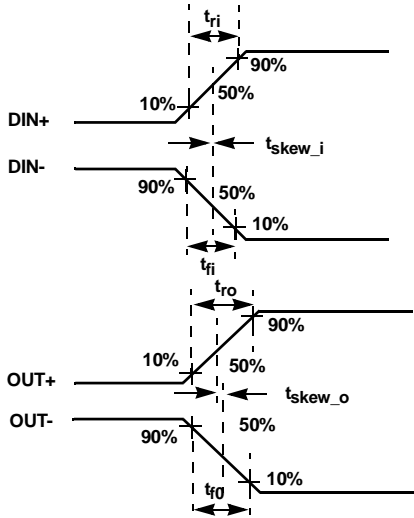 tri
90%
10%
50%
DIN+
tskew_i
DIN-
90%
50%
10%
tfi
tro
90%
10%
50%
OUT+
tskew_o
OUT-
90%
50%
10%
tf0